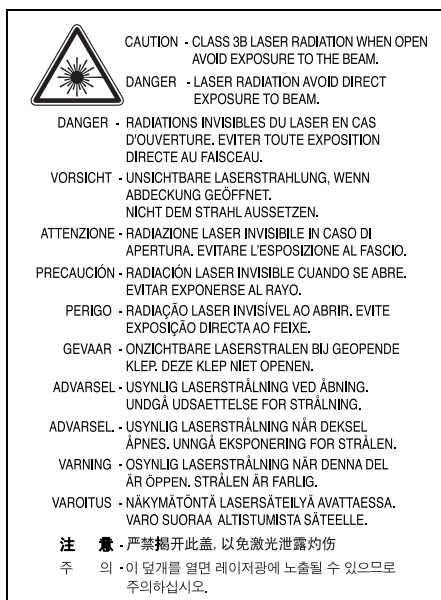 CAUTION - CLASS 3B LASER RADIATION WHEN OPEN
AVOID EXPOSURE TO THE BEAM.
DANGER - LASER RADIATION AVOID DIRECT
EXPOSURE TO BEAM.
DANGER - RADIATIONS INVISIBLES DU LASER EN CAS
D'OUVERTURE. EVITER TOUTE EXPOSITION
DIRECTE AU FAISCEAU.
VORSICHT - UNSICHTBARE LASERSTRAHLUNG, WENN
ABDECKUNG GEÖFFNET.
NICHT DEM STRAHL AUSSETZEN.
ATTENZIONE - RADIAZIONE LASER INVISIBILE IN CASO DI
APERTURA. EVITARE L'ESPOSIZIONE AL FASCIO.
PRECAUCIÓN - RADIACIÓN LASER INVISIBLE CUANDO SE ABRE.
EVITAR EXPONERSE AL RAYO.
PERIGO - RADIAÇÃO LASER INVISÍVEL AO ABRIR. EVITE
EXPOSIÇÃO DIRECTA AO FEIXE.
GEVAAR - ONZICHTBARE LASERSTRALEN BIJ GEOPENDE
KLEP. DEZE KLEP NIET OPENEN.
ADVARSEL - USYNLIG LASERSTRÅLNING VED ÅBNING.
UNDGÅ UDSAETTELSE FOR STRÅLNING.
ADVARSEL. - USYNLIG LASERSTRÅLNING NÅR DEKSEL
ÅPNES. UNNGÅ EKSPONERING FOR STRÅLEN.
VARNING - OSYNLIG LASERSTRÅLNING NÄR DENNA DEL
ÄR ÖPPEN. STRÅLEN ÄR FARLIG.
VAROITUS - NÄKYMÄTÖNTÄ LASERSÄTEILYÄ AVATTAESSA.
VARO SUORAA ALTISTUMISTA SÄTEELLE.
注 意 - 严禁揭开此盖, 以免激光泄露灼伤
주 의 - 이 덮개를 열면 레이저광에 노출될 수 있으므로
주의하십시오.